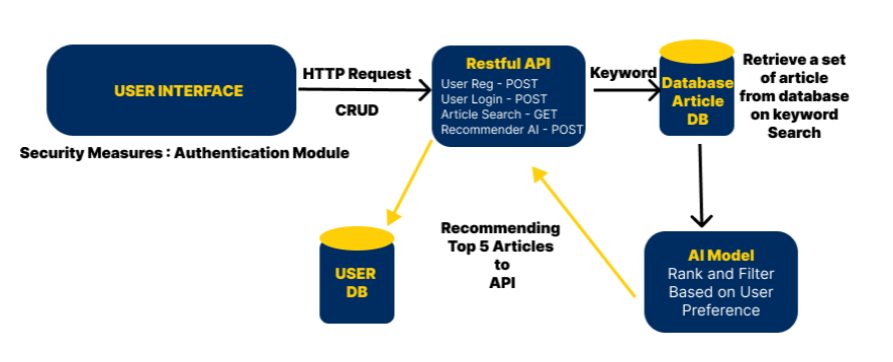 USER INTERFACE
HTTP Request
CRUD
Security Measures : Authentication Module
Restful API
User Reg - POST
User Login - POST
Article Search - GET
Recommender AI - POST
Keyword
Database
Article
DB
Retrieve a set
of article
from database
on keyword
Search
USER
DB
Recommending
Top 5 Articles
to
API
AI Model
Rank and Filter
Based on User
Preference